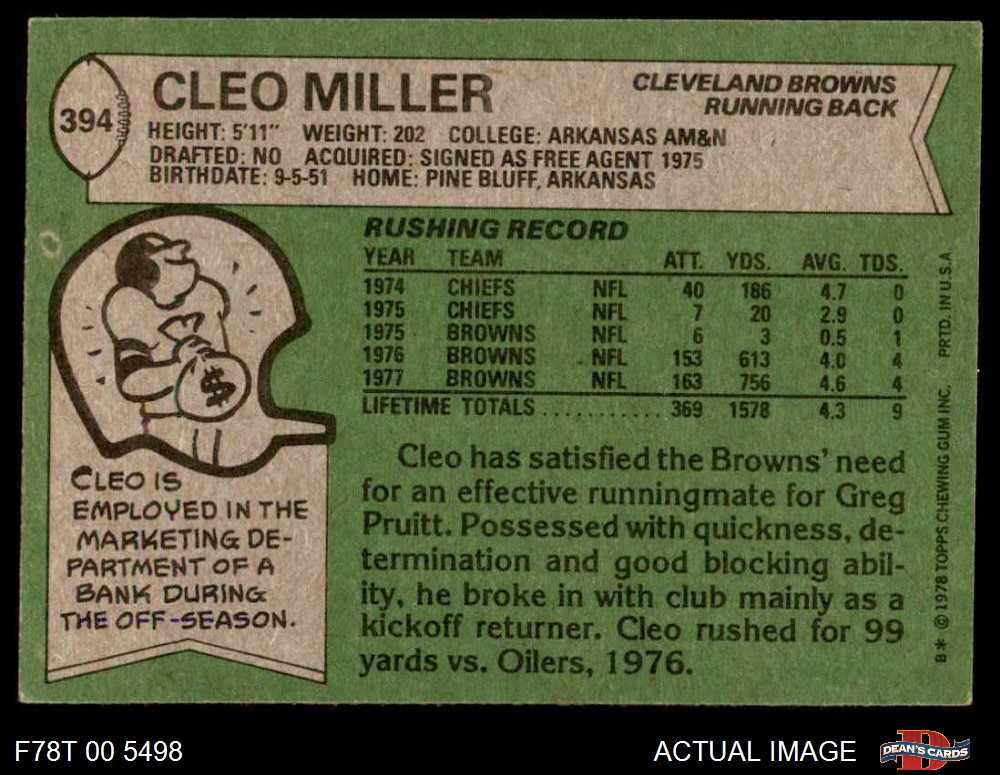 394
CLEO MILLER
CLEVELAND BROWNS
RUNNING BACK
HEIGHT: 5'11" WEIGHT: 202 COLLEGE: ARKANSAS AM&N
DRAFTED: NO ACQUIRED: SIGNED AS FREE AGENT 1975
BIRTHDATE: 9-5-51 HOME: PINE BLUFF, ARKANSAS
RUSHING RECORD
YEAR TEAM ATT. YDS. AVG. TDS.
1974 CHIEFS NFL 40 186 4.7 0
1975 CHIEFS NFL 7 20 2.9 0
1975 BROWNS NFL 6 3 0.5 1
1976 BROWNS NFL 153 613 4.0 4
1977 BROWNS NFL 163 756 4.6 4
LIFETIME TOTALS ........... 369 1578 4.3 9
$
CLEO IS
EMPLOYED IN THE
MARKETING DE-
PARTMENT OF A
BANK DURING
THE OFF-SEASON.
Cleo has satisfied the Browns' need
for an effective runningmate for Greg
Pruitt. Possessed with quickness, de-
termination and good blocking abil-
ity, he broke in with club mainly as a
kickoff returner. Cleo rushed for 99
yards vs. Oilers, 1976.
B* © 1978 TOPPS CHEWING GUM INC. PRTD. IN U.S.A
F78T 00 5498
ACTUAL IMAGE
DEAN'S CARDS